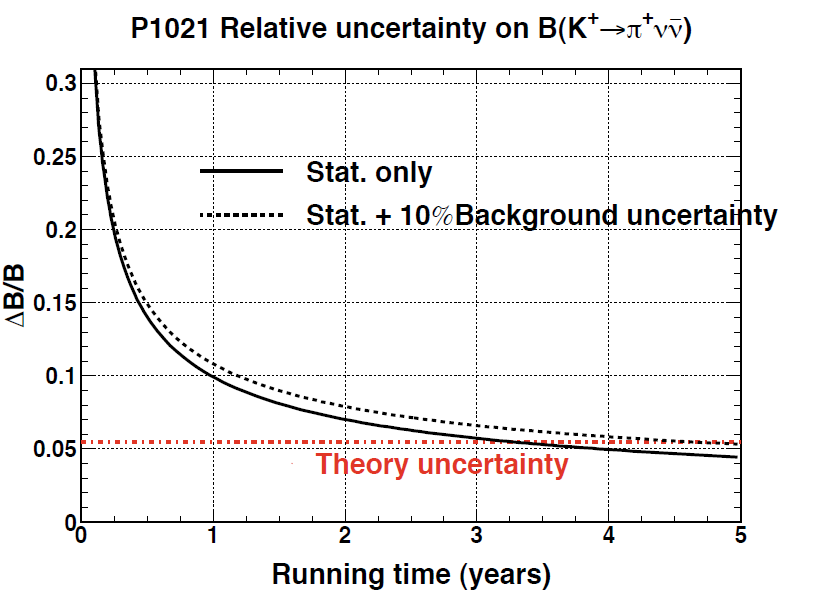 P1021 Relative uncertainty on B(K⁺→π⁺νν̄)
0.3
0.25
Stat. only
Stat. + 10%Background uncertainty
0.2
ΔB/B
0.15
0.1
0.05
Theory uncertainty
0
0 1 2 3 4 5
Running time (years)